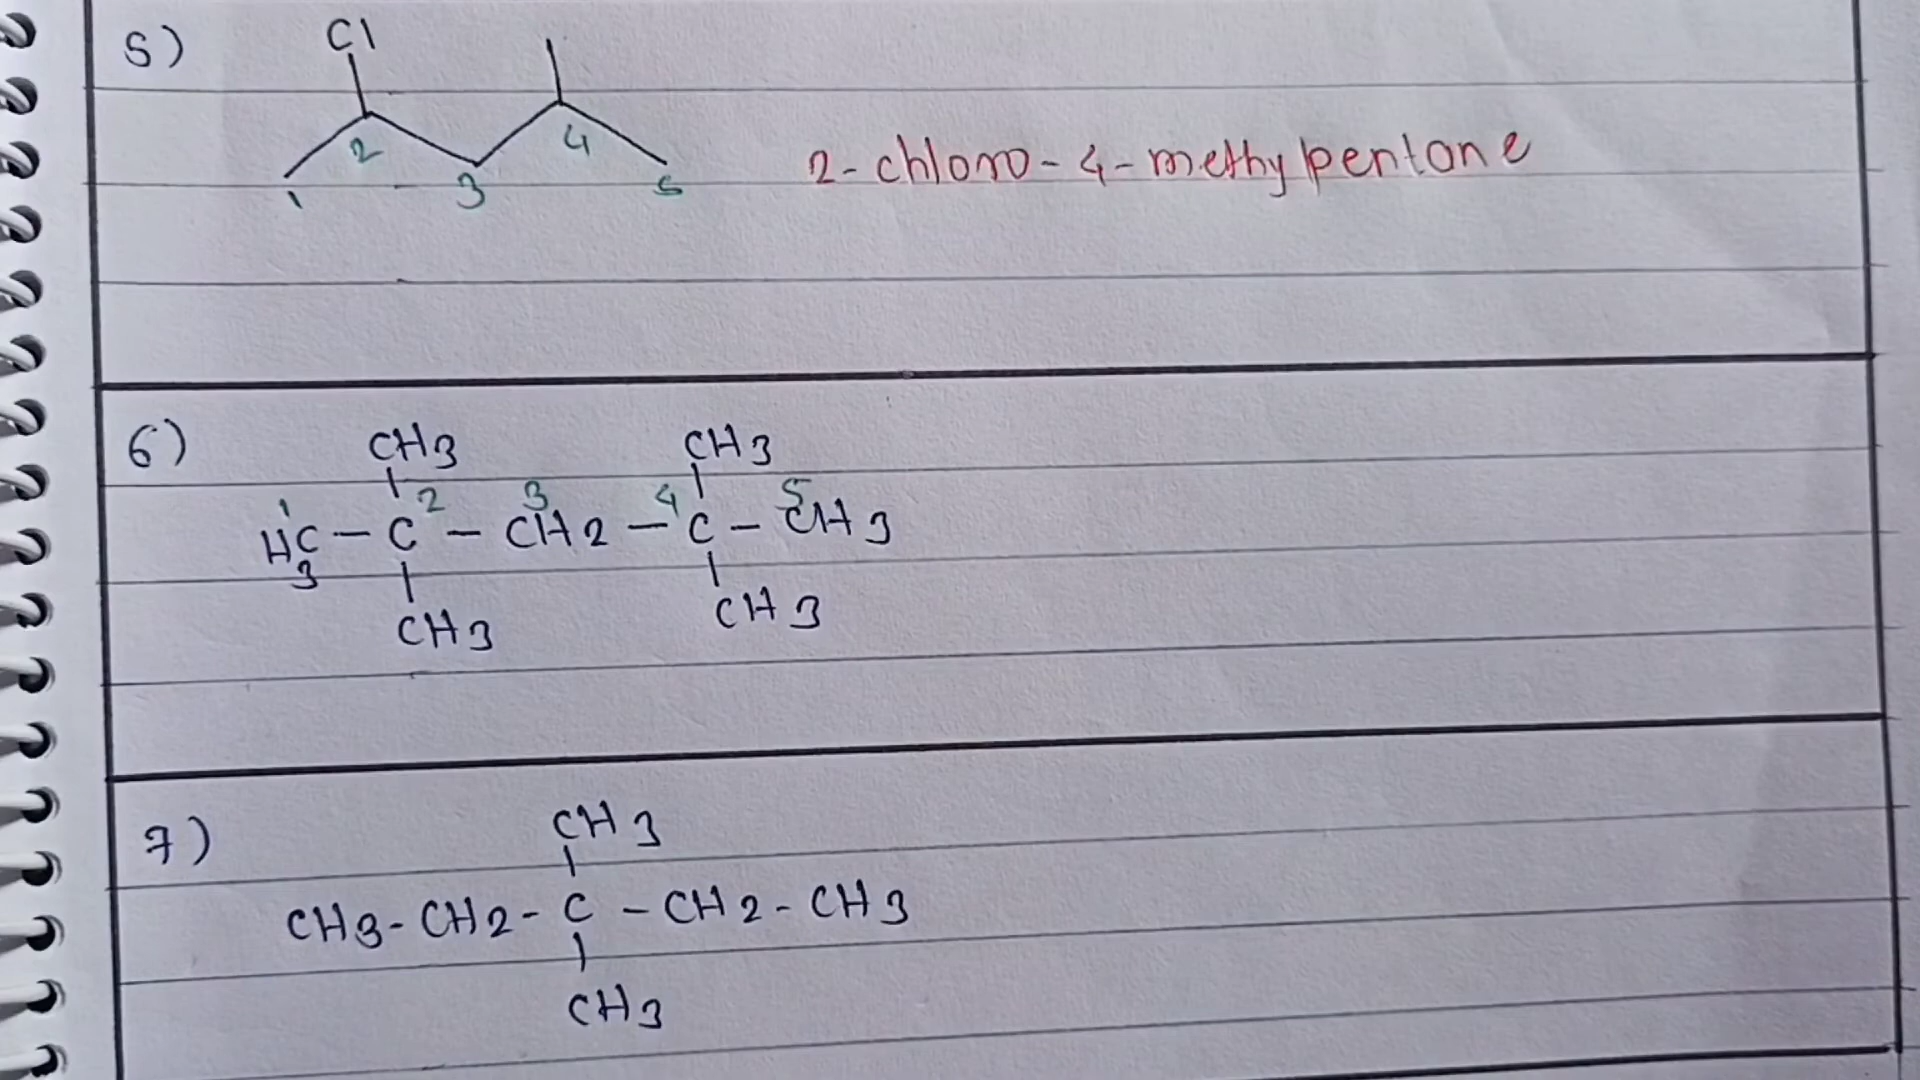 5)
Cl
1 2 3 4 5
2-chloro-4-methylpentane
6)
CH3 CH3
1 2 3 4 5
H3C - C - CH2 - C - CH3
CH3 CH3
7)
CH3
CH3- CH2- C - CH2- CH3
CH3